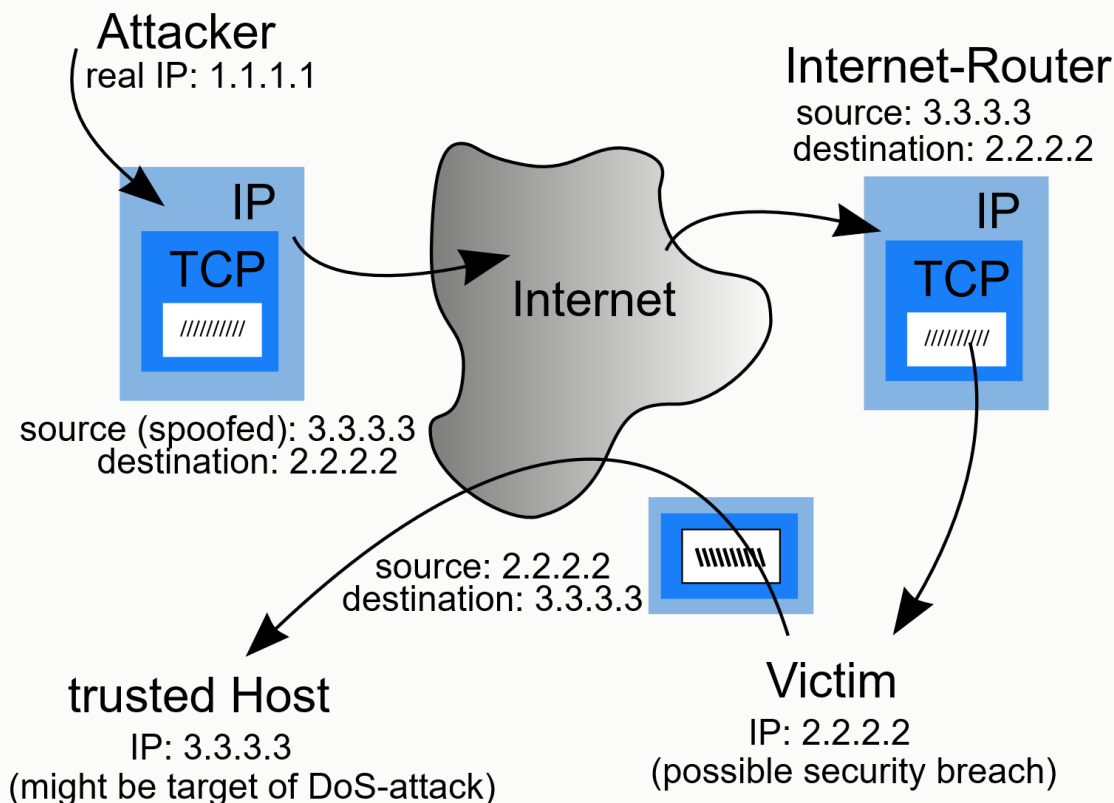 Attacker
real IP: 1.1.1.1
Internet-Router
source: 3.3.3.3
destination: 2.2.2.2
IP
TCP
//////////
Internet
IP
TCP
//////////
source (spoofed): 3.3.3.3
destination: 2.2.2.2
source: 2.2.2.2
destination: 3.3.3.3
\\\\\\\\\\
trusted Host
IP: 3.3.3.3
(might be target of DoS-attack)
Victim
IP: 2.2.2.2
(possible security breach)